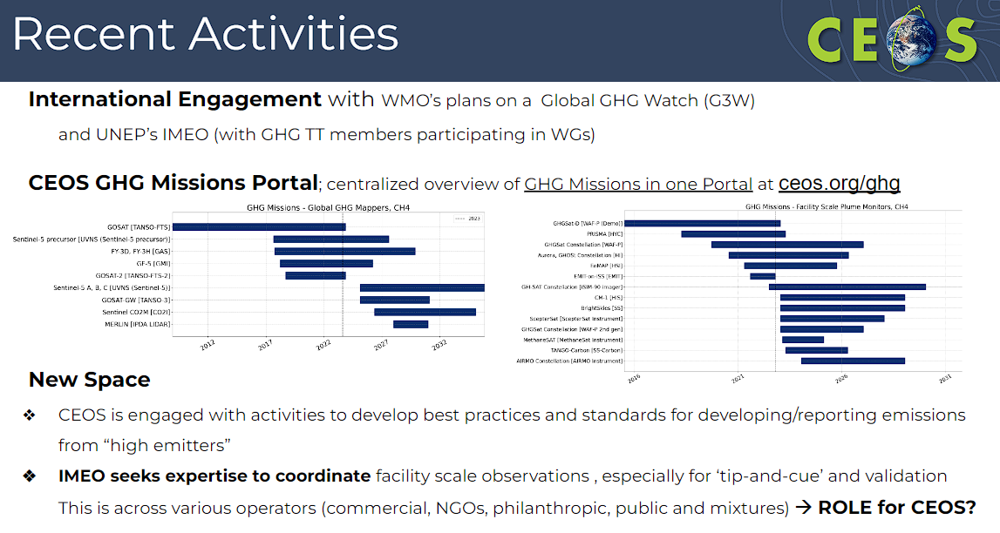 Recent Activities
CEOS
International Engagement with WMO's plans on a Global GHG Watch (G3W)
and UNEP's IMEO (with GHG TT members participating in WGs)
CEOS GHG Missions Portal; centralized overview of GHG Missions in one Portal at ceos.org/ghg
GHG Missions - Global GHG Mappers, CH4
2023
GOSAT [TANSO-FTS]
Sentinel-5 precursor [UVNS (Sentinel-5 precursor)]
FY-3D, FY-3H [GAS]
GF-5 [GMI]
GOSAT-2 [TANSO-FTS-2]
Sentinel-5 A, B, C [UVNS (Sentinel-5)]
GOSAT-GW [TANSO-3]
Sentinel CO2M [CO2I]
MERLIN [IPDA LIDAR]
2012 2017 2022 2027 2032
GHG Missions - Facility Scale Plume Monitors, CH4
GHGSat-D [WAF-P (Demo)]
PRISMA [HYC]
GHGSat Constellation [WAF-P]
Aurora, GHOSt Constellation [HI]
EnMAP [HSI]
EMIT-on-ISS [EMIT]
GEI-SAT Constellation [iSIM-90 imager]
CM-1 [HIS]
BrightSkies [SS]
ScepterSat [ScepterSat Instrument]
GHGSat Constellation [WAF-P 2nd gen]
MethaneSAT [MethaneSat Instrument]
TANGO-Carbon [SS-Carbon]
AIRMO Constellation [AIRMO Instrument]
2016 2021 2026 2031
New Space
❖ CEOS is engaged with activities to develop best practices and standards for developing/reporting emissions
from “high emitters”
❖ IMEO seeks expertise to coordinate facility scale observations , especially for ‘tip-and-cue’ and validation
This is across various operators (commercial, NGOs, philanthropic, public and mixtures) → ROLE for CEOS?